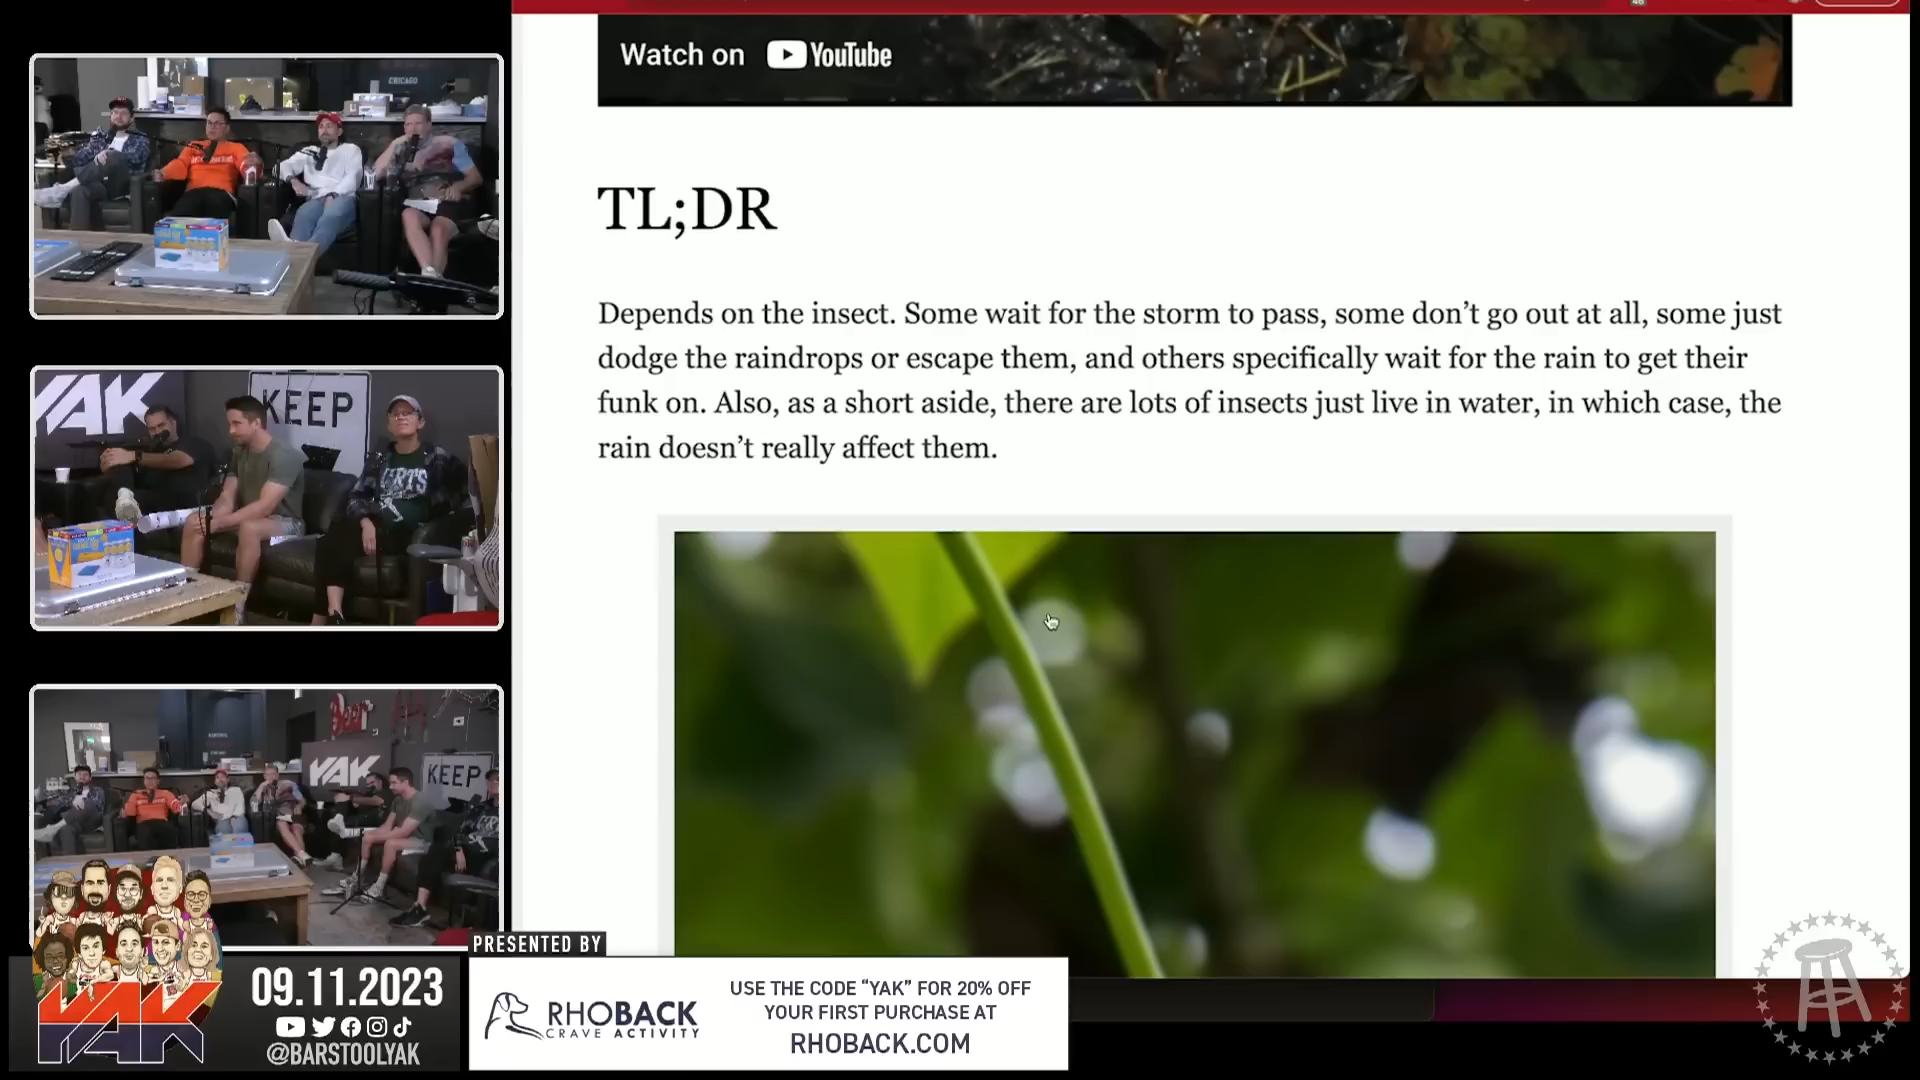 Watch on YouTube
TL;DR
Depends on the insect. Some wait for the storm to pass, some don’t go out at all, some just
dodge the raindrops or escape them, and others specifically wait for the rain to get their
funk on. Also, as a short aside, there are lots of insects just live in water, in which case, the
rain doesn’t really affect them.
CHICAGO
YAK
KEEP
Beer
YAK
KEEP
YAK
09.11.2023
@BARSTOOLYAK
PRESENTED BY
RHOBACK
CRAVE ACTIVITY
USE THE CODE “YAK” FOR 20% OFF
YOUR FIRST PURCHASE AT
RHOBACK.COM